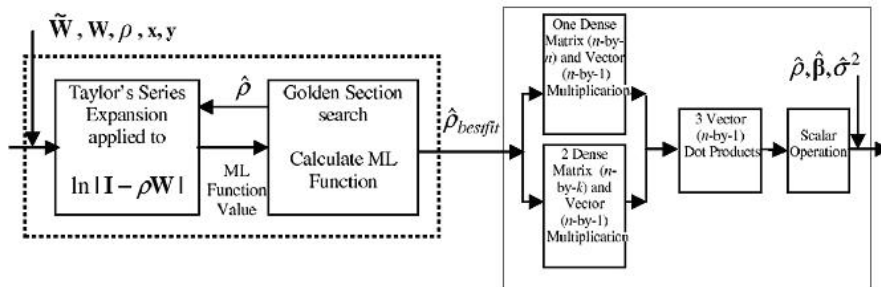 W̃, W, ρ, x, y
Taylor's Series
Expansion
applied to
ln | I − ρW |
ρ̂
ML
Function
Value
Golden Section
search
Calculate ML
Function
ρ̂bestfit
One Dense
Matrix (n-by-
n) and Vector
(n-by-1)
Multiplication
2 Dense
Matrix (n-
by-k) and
Vector
(n-by-1)
Multiplication
3 Vector
(n-by-1)
Dot Products
Scalar
Operation
ρ̂, β̂, σ̂²